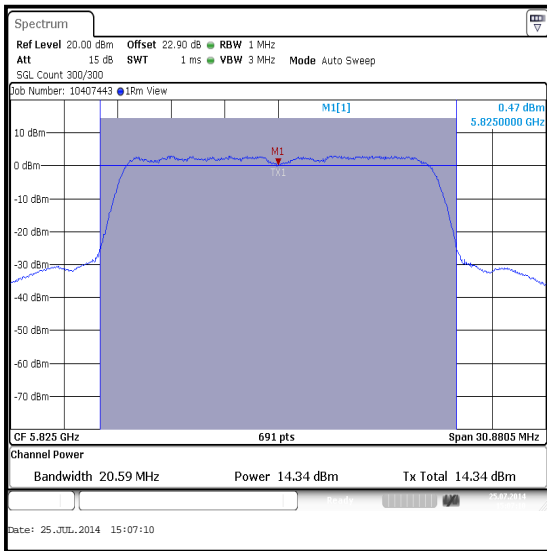 Spectrum
Ref Level 20.00 dBm Offset 22.90 dB RBW 1 MHz
Att 15 dB SWT 1 ms VBW 3 MHz Mode Auto Sweep
SGL Count 300/300
Job Number: 10407443 1Rm View
M1[1] 0.47 dBm
5.8250000 GHz
10 dBm
M1
0 dBm
TX1
-10 dBm
-20 dBm
-30 dBm
-40 dBm
-50 dBm
-60 dBm
-70 dBm
CF 5.825 GHz 691 pts Span 30.8805 MHz
Channel Power
Bandwidth 20.59 MHz Power 14.34 dBm Tx Total 14.34 dBm
Ready 25.07.2014
Date: 25.JUL.2014 15:07:10